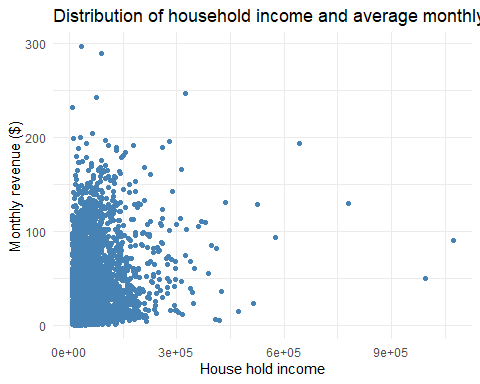 Distribution of household income and average monthly
300
200
100
0
Monthly revenue ($)
0e+00 3e+05 6e+05 9e+05
House hold income